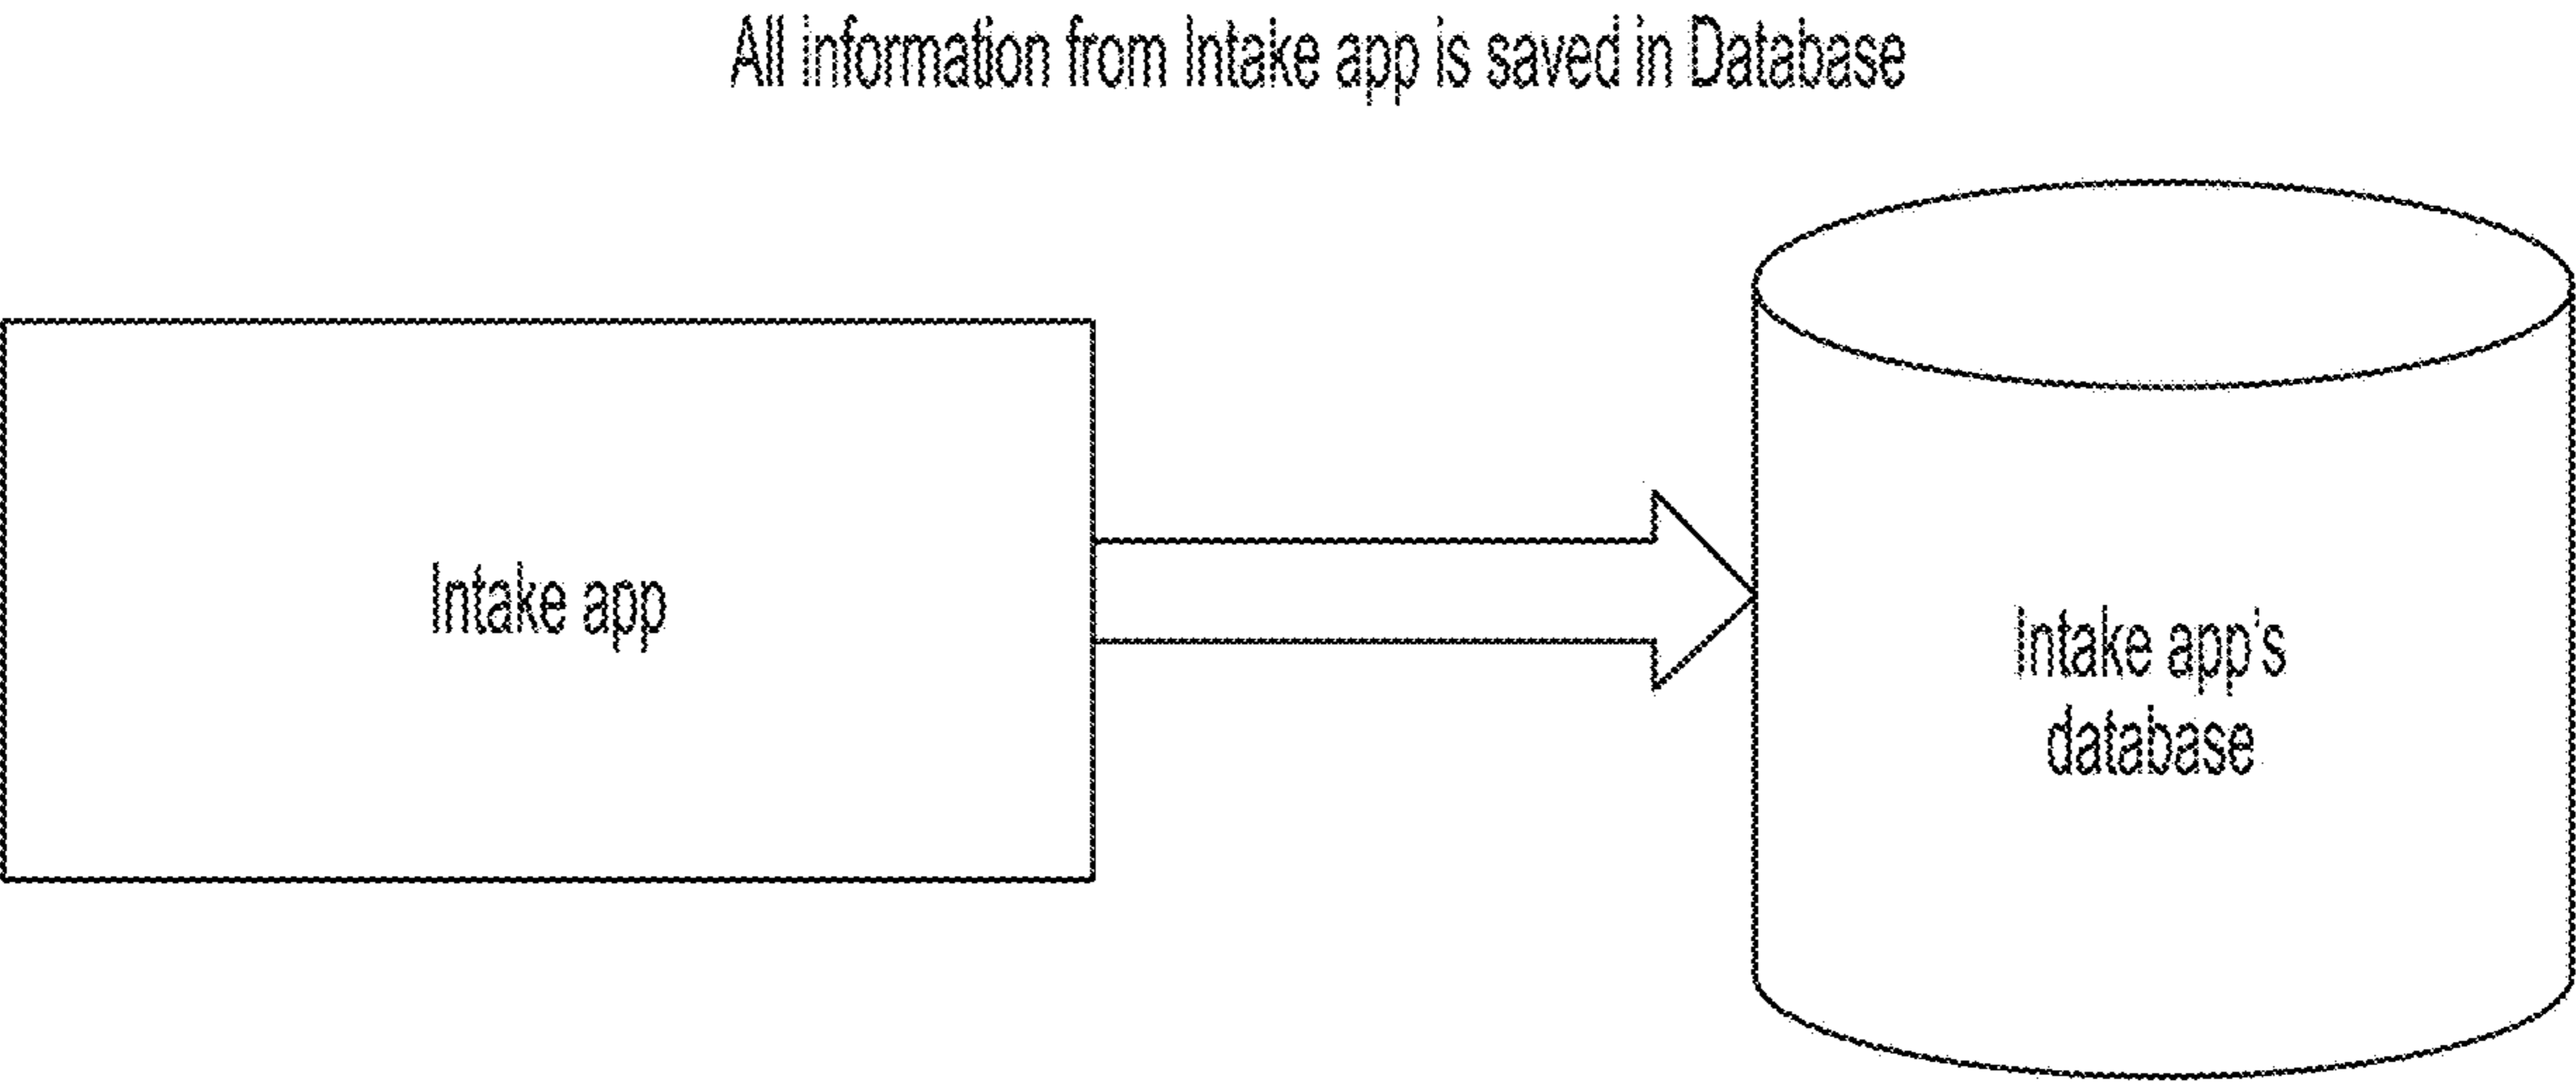 All information from Intake app is saved in Database
Intake app
Intake app's
database